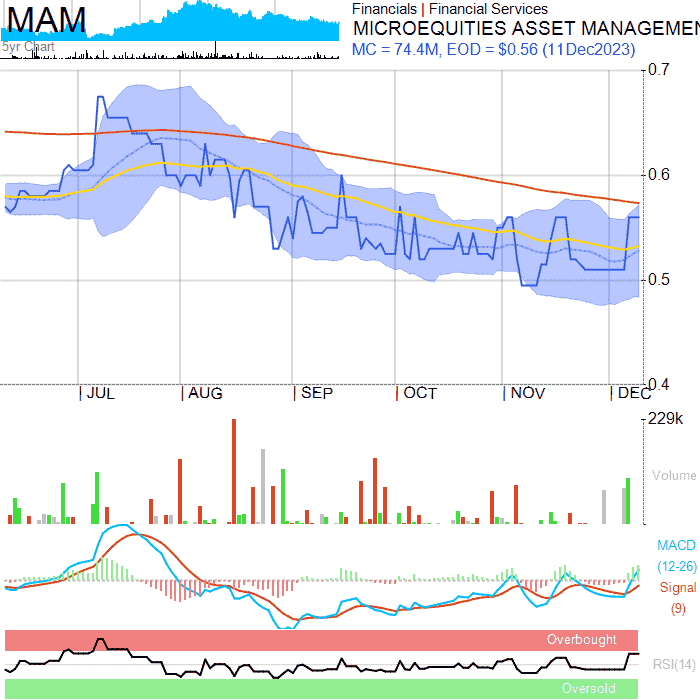 MAM
5yr Chart
Financials | Financial Services
MICROEQUITIES ASSET MANAGEMEN
MC = 74.4M, EOD = $0.56 (11Dec2023)
0.7
0.6
0.5
0.4
JUL
AUG
SEP
OCT
NOV
DEC
229k
Volume
MACD
(12-26)
Signal
(9)
Overbought
RSI(14)
Oversold